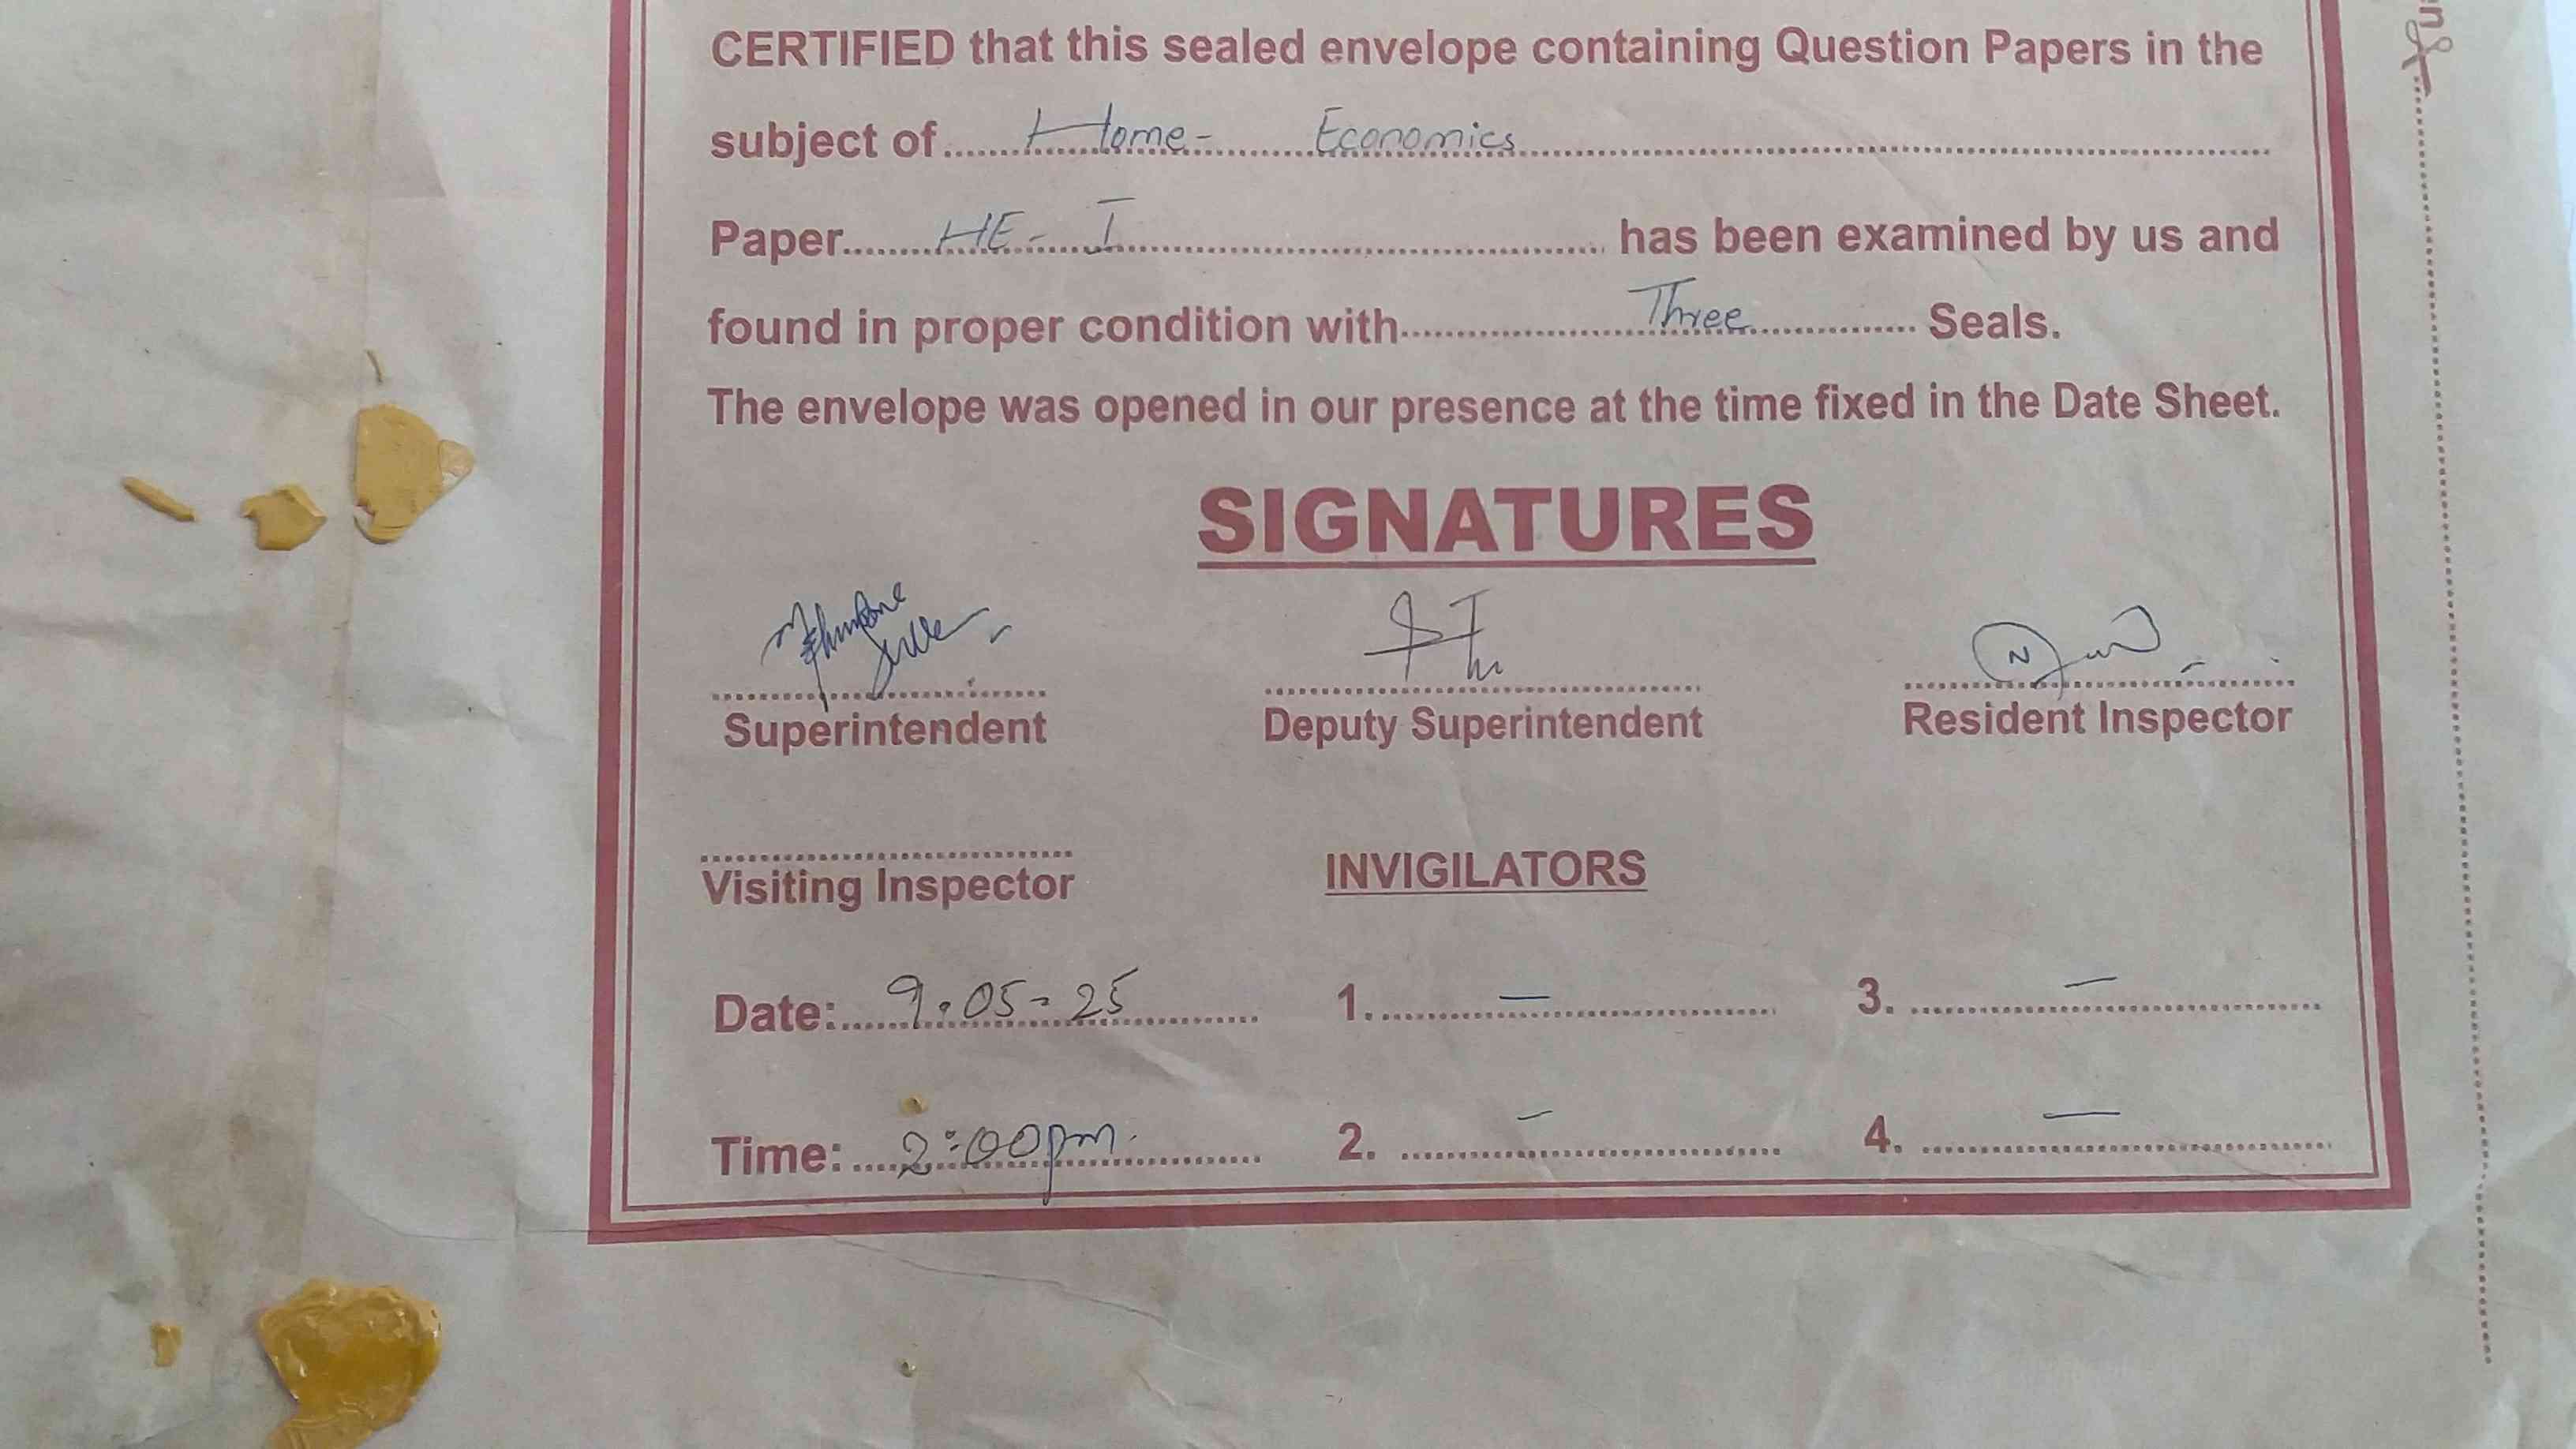 CERTIFIED that this sealed envelope containing Question Papers in the
subject of Home- Economics
Paper HE- I has been examined by us and
found in proper condition with Three Seals.
The envelope was opened in our presence at the time fixed in the Date Sheet.
SIGNATURES
Superintendent Deputy Superintendent Resident Inspector
Visiting Inspector INVIGILATORS
Date: 9.05-25 1. — 3. —
Time: 2:00pm. 2. — 4. —